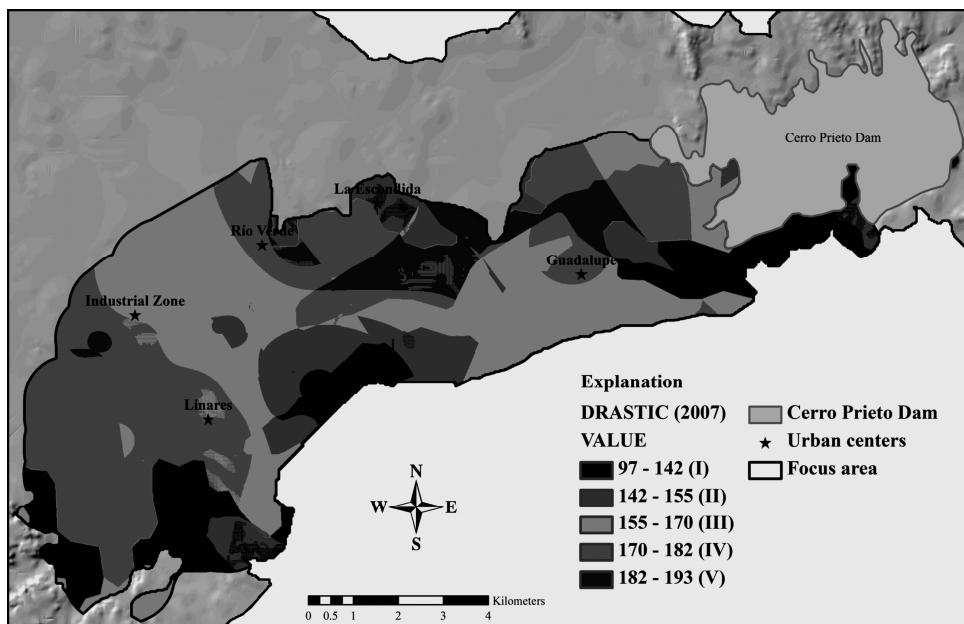 Cerro Prieto Dam
La Escondida
Río Verde
Guadalupe
Industrial Zone
Linares
Explanation
DRASTIC (2007)
VALUE
97 - 142 (I)
142 - 155 (II)
155 - 170 (III)
170 - 182 (IV)
182 - 193 (V)
Cerro Prieto Dam
Urban centers
Focus area
N
W E
S
Kilometers
0 0.5 1 2 3 4